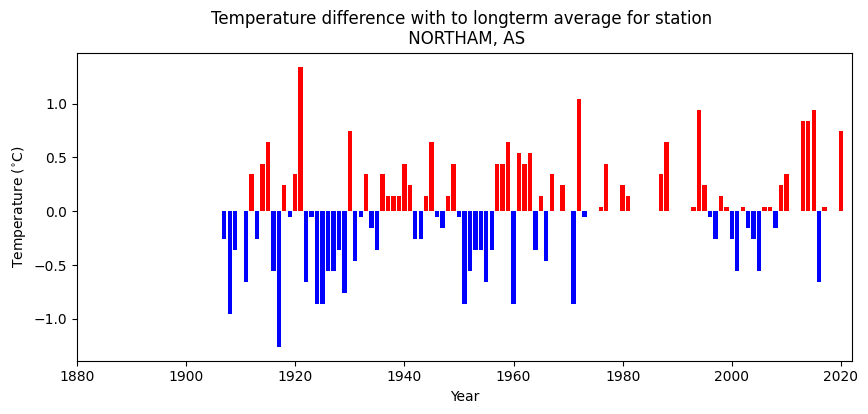 Temperature difference with to longterm average for station
NORTHAM, AS
Temperature (°C)
1.0
0.5
0.0
−0.5
−1.0
1880 1900 1920 1940 1960 1980 2000 2020
Year